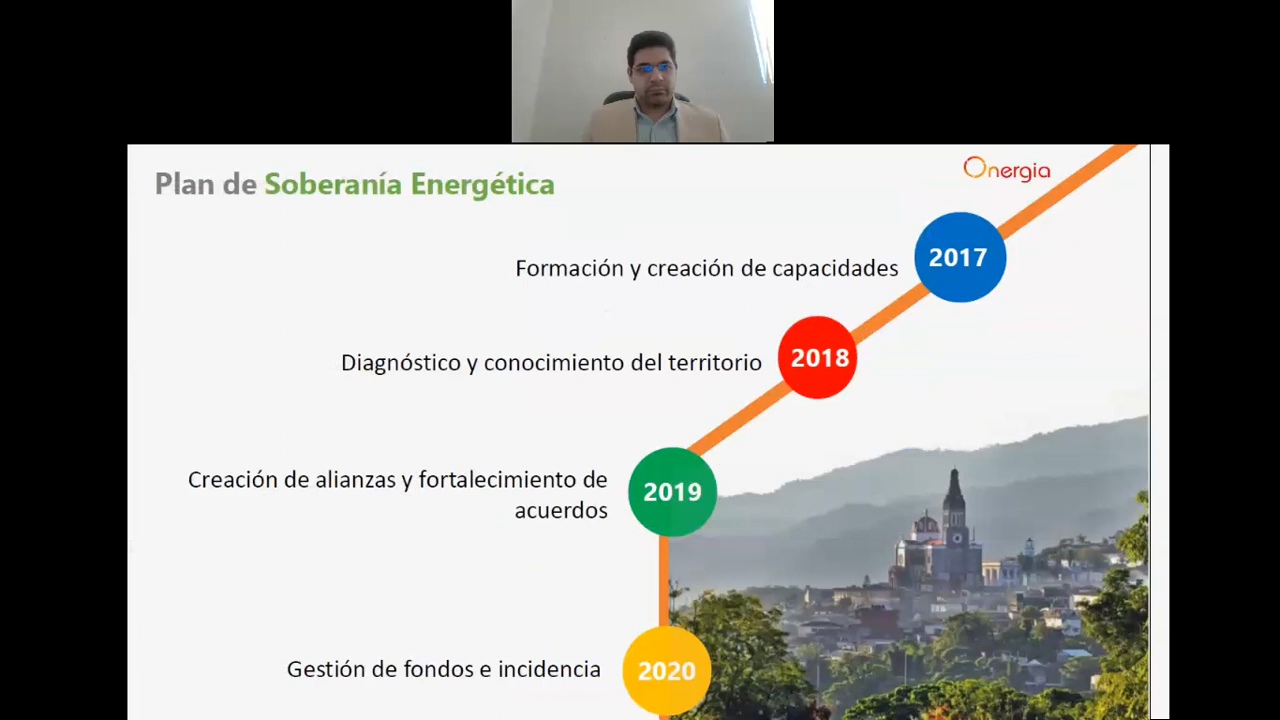 Plan de Soberanía Energética
Onergia
2017
Formación y creación de capacidades
2018
Diagnóstico y conocimiento del territorio
Creación de alianzas y fortalecimiento de
acuerdos
2019
Gestión de fondos e incidencia
2020